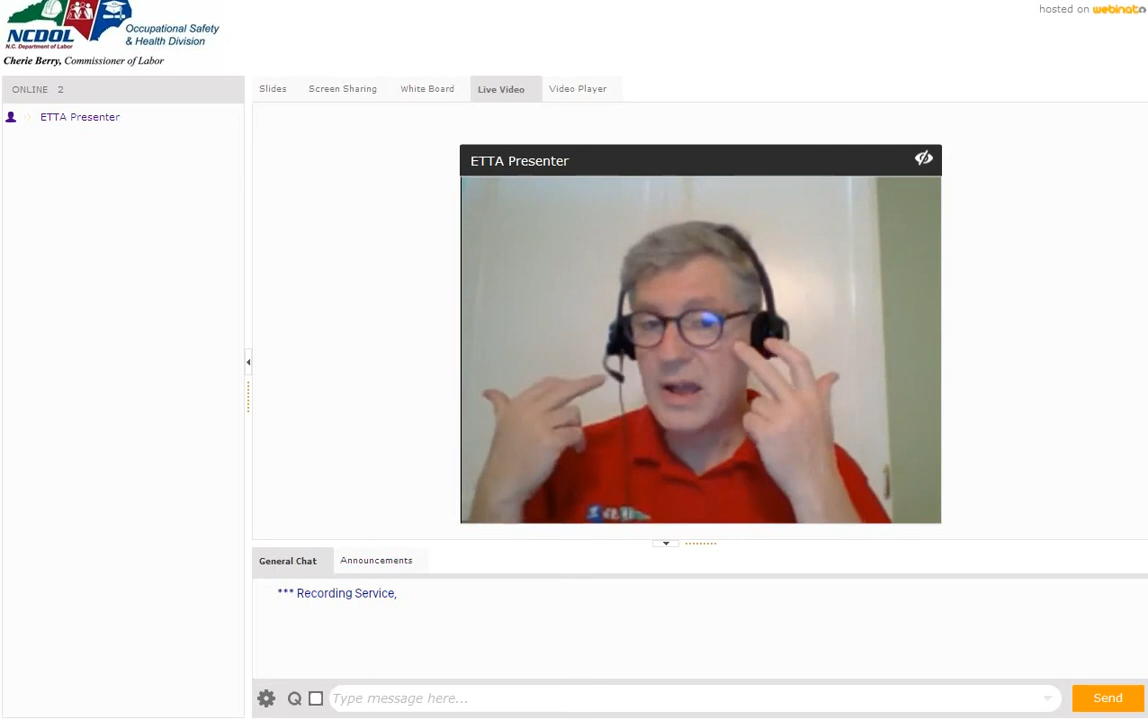 hosted on webinato
NCDOL
N.C. Department of Labor
Occupational Safety
& Health Division
Cherie Berry, Commissioner of Labor
ONLINE 2
ETTA Presenter
Slides Screen Sharing White Board Live Video Video Player
ETTA Presenter
General Chat Announcements
*** Recording Service,
Q Type message here... Send